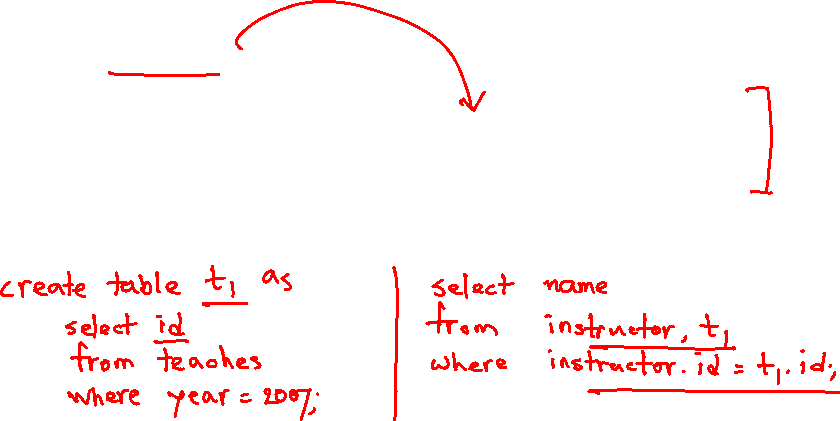 create table t1 as
select id
from teaches
where year = 2007;
select name
from instructor, t1
where instructor.id = t1.id;